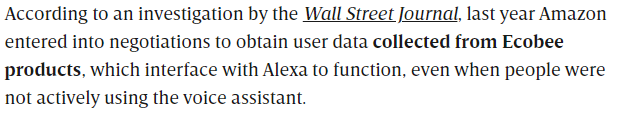 According to an investigation by the Wall Street Journal, last year Amazon
entered into negotiations to obtain user data collected from Ecobee
products, which interface with Alexa to function, even when people were
not actively using the voice assistant.